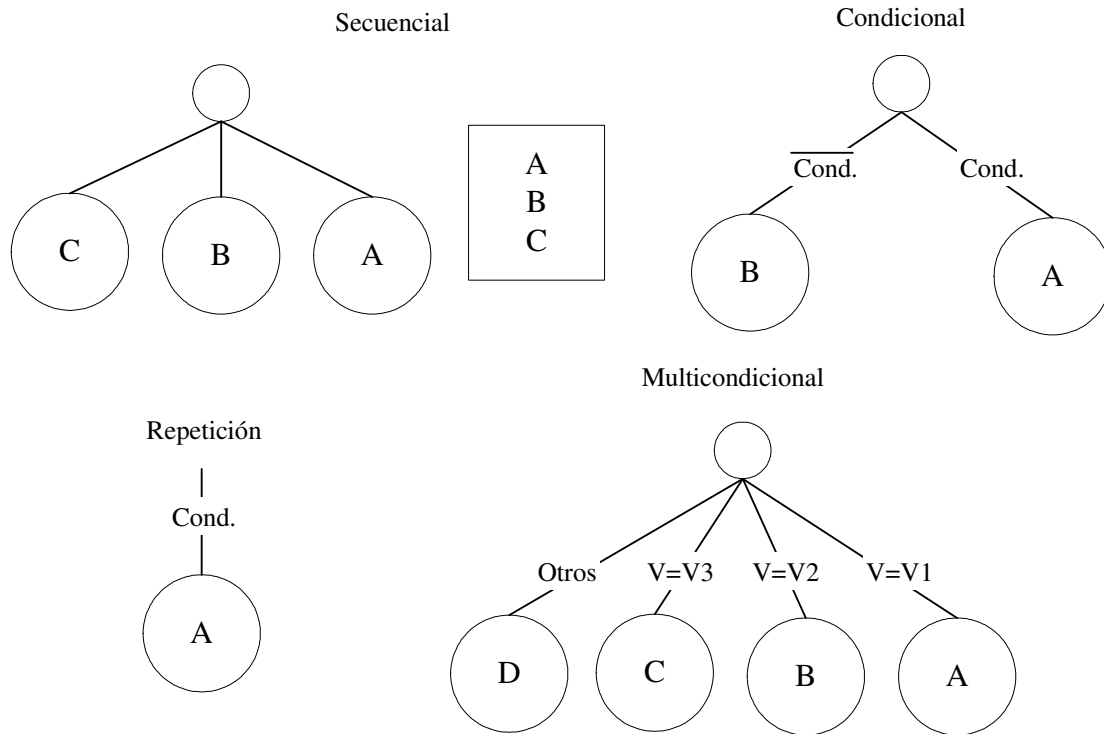 Secuencial
C B A
A
B
C
Condicional
Cond. Cond.
B A
Repetición
Cond.
A
Multicondicional
Otros V=V3 V=V2 V=V1
D C B A